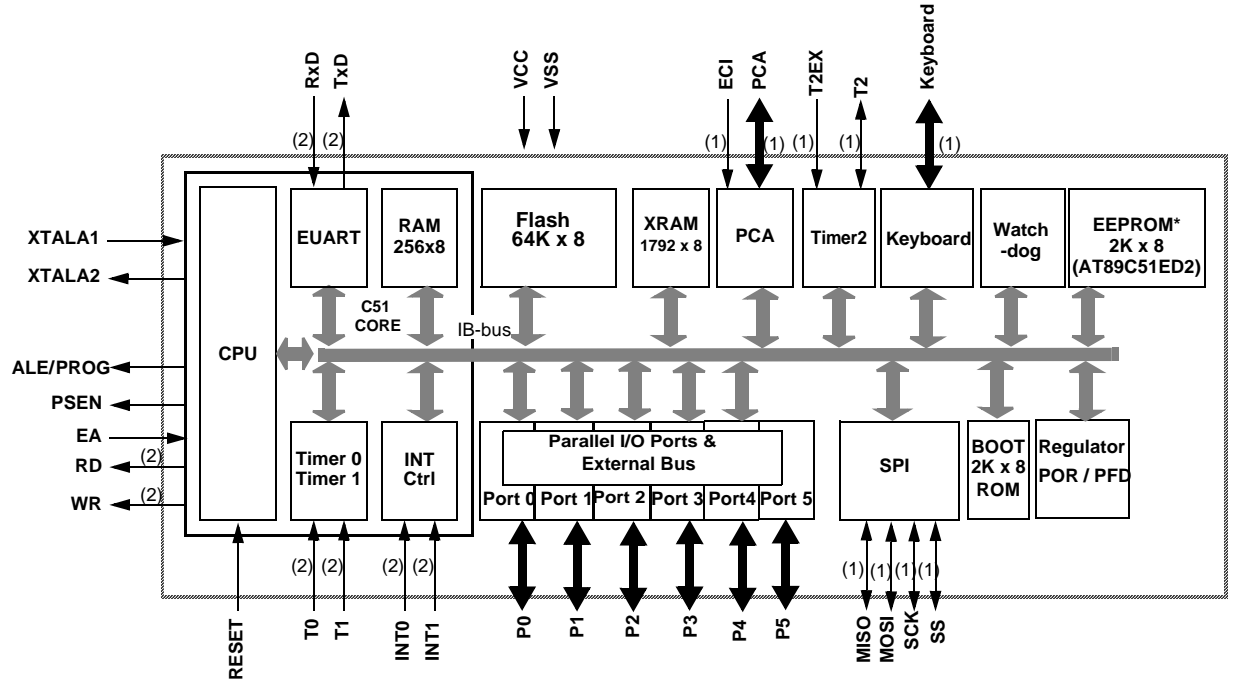 RxD
TxD
VCC
VSS
ECI
PCA
T2EX
T2
Keyboard
(2)
(2)
(1)
(1)
(1)
(1)
(1)
XTALA1
XTALA2
ALE/PROG
PSEN
EA
RD
(2)
WR
(2)
CPU
EUART
RAM
256x8
C51
CORE
IB-bus
Flash
64K x 8
XRAM
1792 x 8
PCA
Timer2
Keyboard
Watch
-dog
EEPROM*
2K x 8
(AT89C51ED2)
Timer 0
Timer 1
INT
Ctrl
Parallel I/O Ports &
External Bus
Port 0
Port 1
Port 2
Port 3
Port4
Port 5
SPI
BOOT
2K x 8
ROM
Regulator
POR / PFD
(2)
(2)
(2)
(2)
(1)
(1)
(1)
(1)
RESET
T0
T1
INT0
INT1
P0
P1
P2
P3
P4
P5
MISO
MOSI
SCK
SS